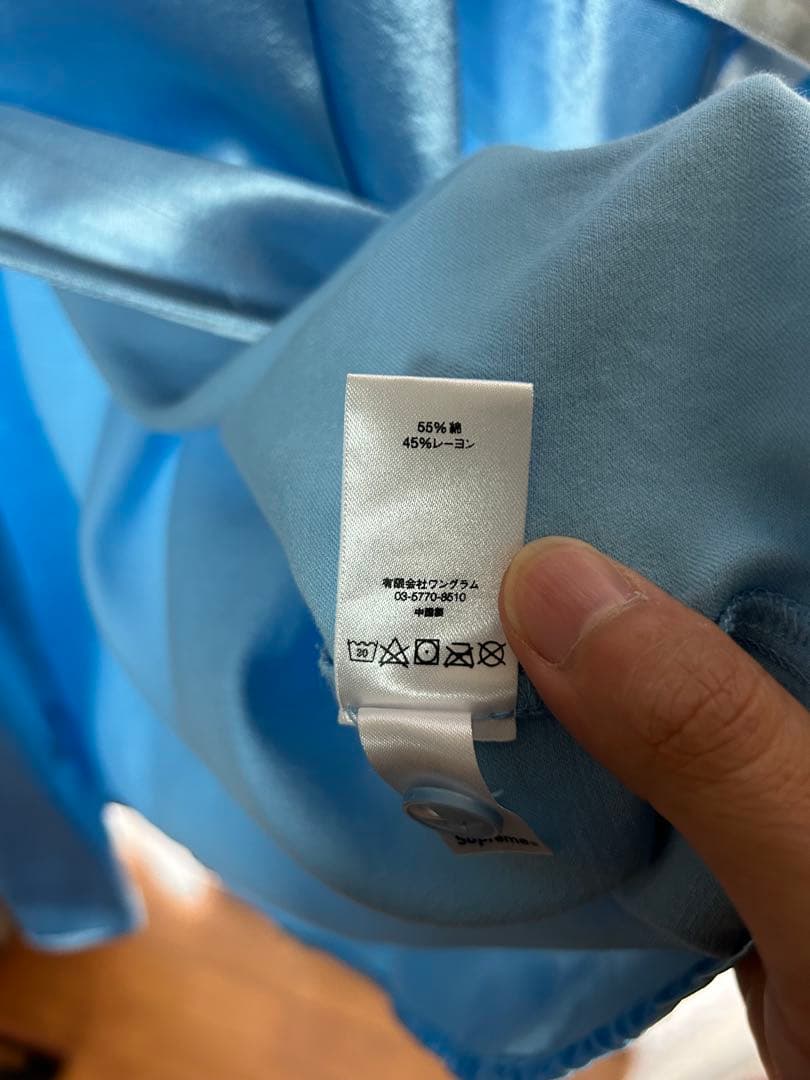 55% 綿
45%レーヨン
有限会社ワングラム
03-5770-8510
中国製
30
Supreme